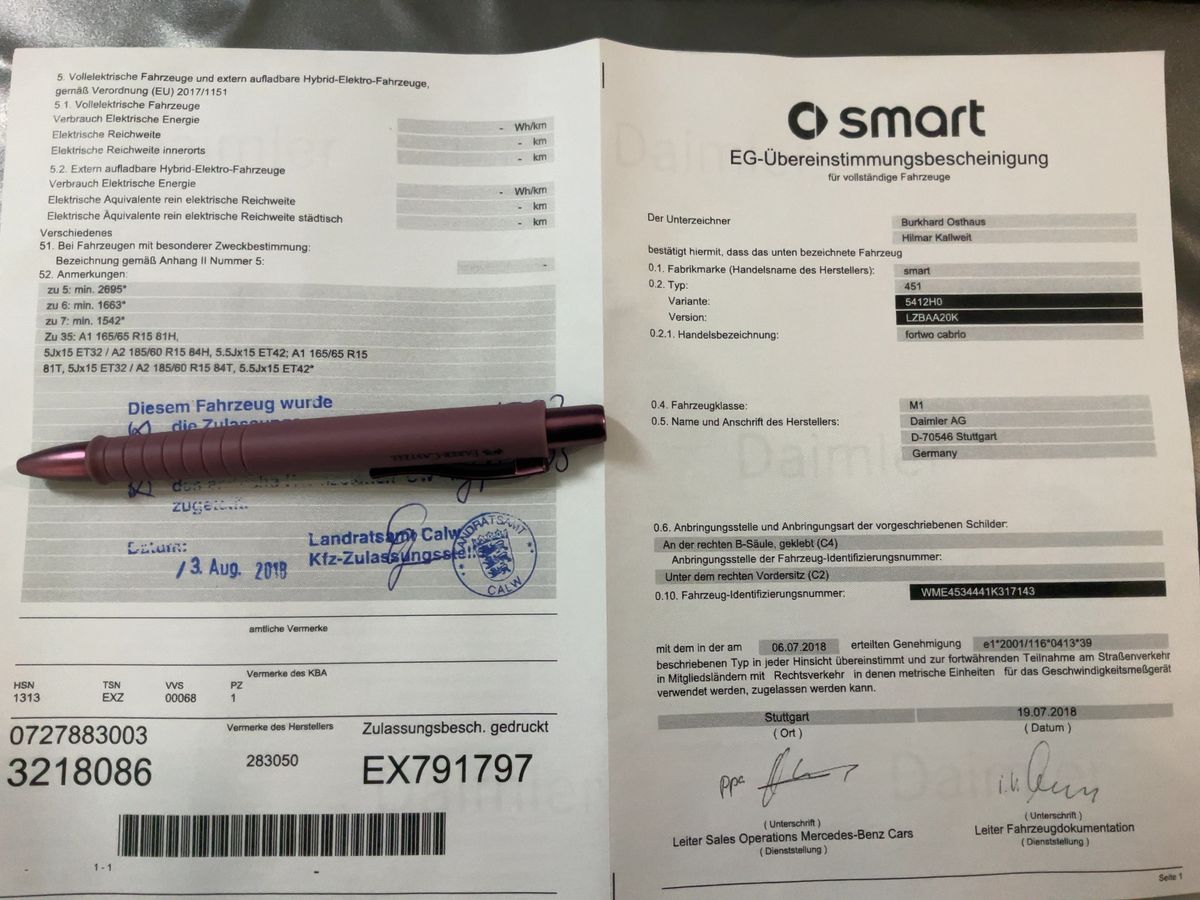 5. Vollelektrische Fahrzeuge und extern aufladbare Hybrid-Elektro-Fahrzeuge,
gemäß Verordnung (EU) 2017/1151
5.1. Vollelektrische Fahrzeuge
Verbrauch Elektrische Energie - Wh/km
Elektrische Reichweite - km
Elektrische Reichweite innerorts - km
5.2. Extern aufladbare Hybrid-Elektro-Fahrzeuge
Verbrauch Elektrische Energie - Wh/km
Elektrische Äquivalente rein elektrische Reichweite - km
Elektrische Äquivalente rein elektrische Reichweite städtisch - km
Verschiedenes
51. Bei Fahrzeugen mit besonderer Zweckbestimmung:
Bezeichnung gemäß Anhang II Nummer 5: -
52. Anmerkungen:
zu 5: min. 2695*
zu 6: min. 1663*
zu 7: min. 1542*
Zu 35: A1 165/65 R15 81H,
5Jx15 ET32 / A2 185/60 R15 84H, 5.5Jx15 ET42; A1 165/65 R15
81T, 5Jx15 ET32 / A2 185/60 R15 84T, 5.5Jx15 ET42*
Diesem Fahrzeug wurde
(x) die
FABER-CASTELL
zugeteilt.
Datum:
Landratsamt Calw
Kfz-Zulassungsstelle
13. Aug. 2018
LANDRATSAMT
CALW
amtliche Vermerke
Vermerke des KBA
HSN TSN VVS PZ
1313 EXZ 00068 1
0727883003 Vermerke des Herstellers Zulassungsbesch. gedruckt
3218086 283050 EX791797
1 - 1
smart
EG-Übereinstimmungsbescheinigung
für vollständige Fahrzeuge
Der Unterzeichner Burkhard Osthaus
Hilmar Kallweit
bestätigt hiermit, dass das unten bezeichnete Fahrzeug
0.1. Fabrikmarke (Handelsname des Herstellers): smart
0.2. Typ: 451
Variante: 5412H0
Version: LZBAA20K
0.2.1. Handelsbezeichnung: fortwo cabrio
0.4. Fahrzeugklasse: M1
0.5. Name und Anschrift des Herstellers: Daimler AG
D-70546 Stuttgart
Germany
Daimler
0.6. Anbringungsstelle und Anbringungsart der vorgeschriebenen Schilder:
An der rechten B-Säule, geklebt (C4)
Anbringungsstelle der Fahrzeug-Identifizierungsnummer:
Unter dem rechten Vordersitz (C2)
0.10. Fahrzeug-Identifizierungsnummer: WME4534441K317143
mit dem in der am 06.07.2018 erteilten Genehmigung e1*2001/116*0413*39
beschriebenen Typ in jeder Hinsicht übereinstimmt und zur fortwährenden Teilnahme am Straßenverkehr
in Mitgliedsländern mit Rechtsverkehr in denen metrische Einheiten für das Geschwindigkeitsmeßgerät
verwendet werden, zugelassen werden kann.
Stuttgart 19.07.2018
( Ort ) ( Datum )
ppa i.V.
( Unterschrift ) ( Unterschrift )
Leiter Sales Operations Mercedes-Benz Cars Leiter Fahrzeugdokumentation
( Dienststellung ) ( Dienststellung )
Seite 1